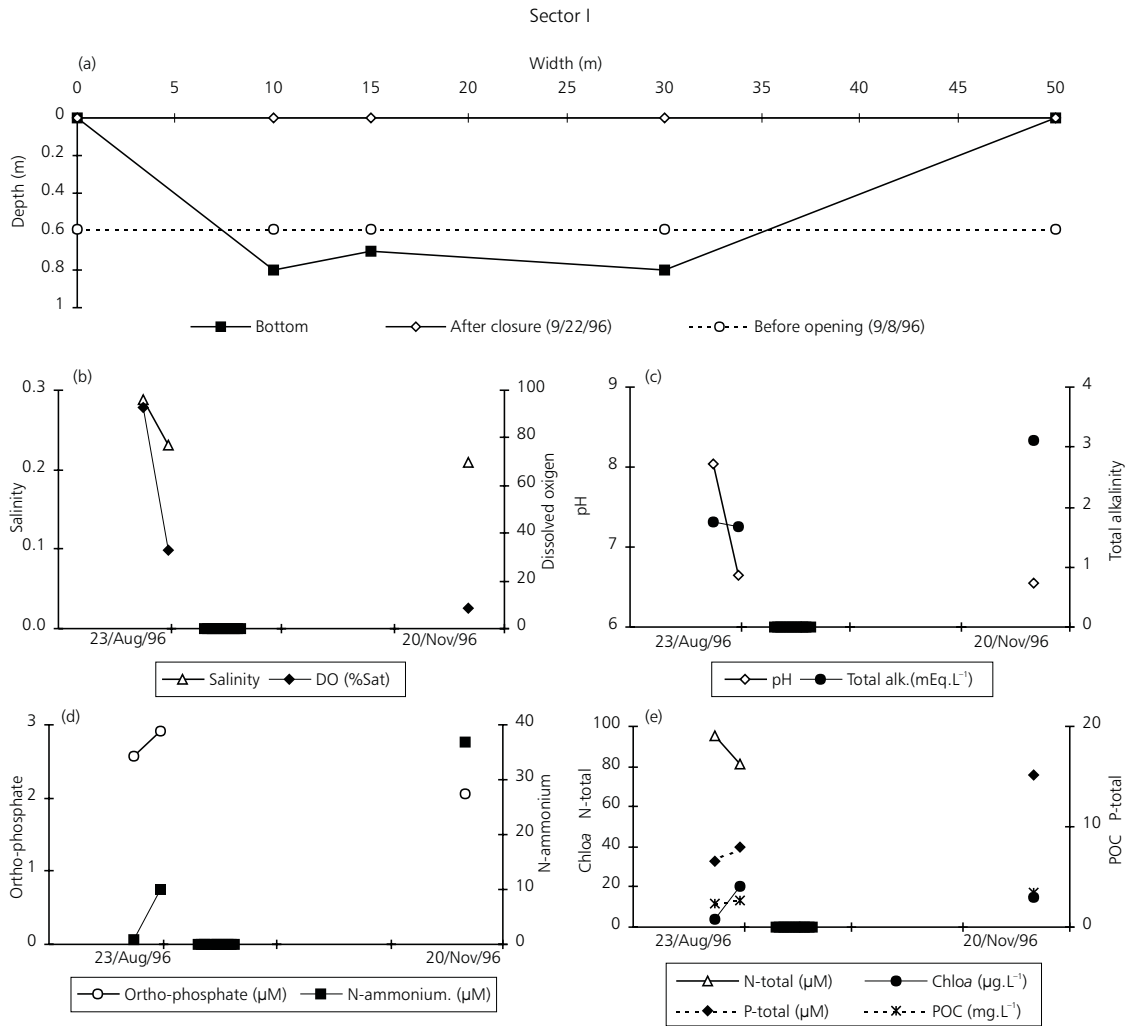 Sector I
(a)
Width (m)
0 5 10 15 20 25 30 35 40 45 50
Depth (m)
0
0.2
0.4
0.6
0.8
1
Bottom
After closure (9/22/96)
Before opening (9/8/96)
(b)
Salinity
0.3
0.2
0.1
0.0
Dissolved oxigen
100
80
60
40
20
0
23/Aug/96 20/Nov/96
Salinity DO (%Sat)
(c)
pH
9
8
7
6
Total alkalinity
4
3
2
1
0
23/Aug/96 20/Nov/96
pH Total alk.(mEq.L⁻¹)
(d)
Ortho-phosphate
3
2
1
0
N-ammonium
40
30
20
10
0
23/Aug/96 20/Nov/96
Ortho-phosphate (µM) N-ammonium. (µM)
(e)
Chloa N-total
100
80
60
40
20
0
POC P-total
20
10
0
23/Aug/96 20/Nov/96
N-total (µM) Chloa (µg.L⁻¹)
P-total (µM) POC (mg.L⁻¹)